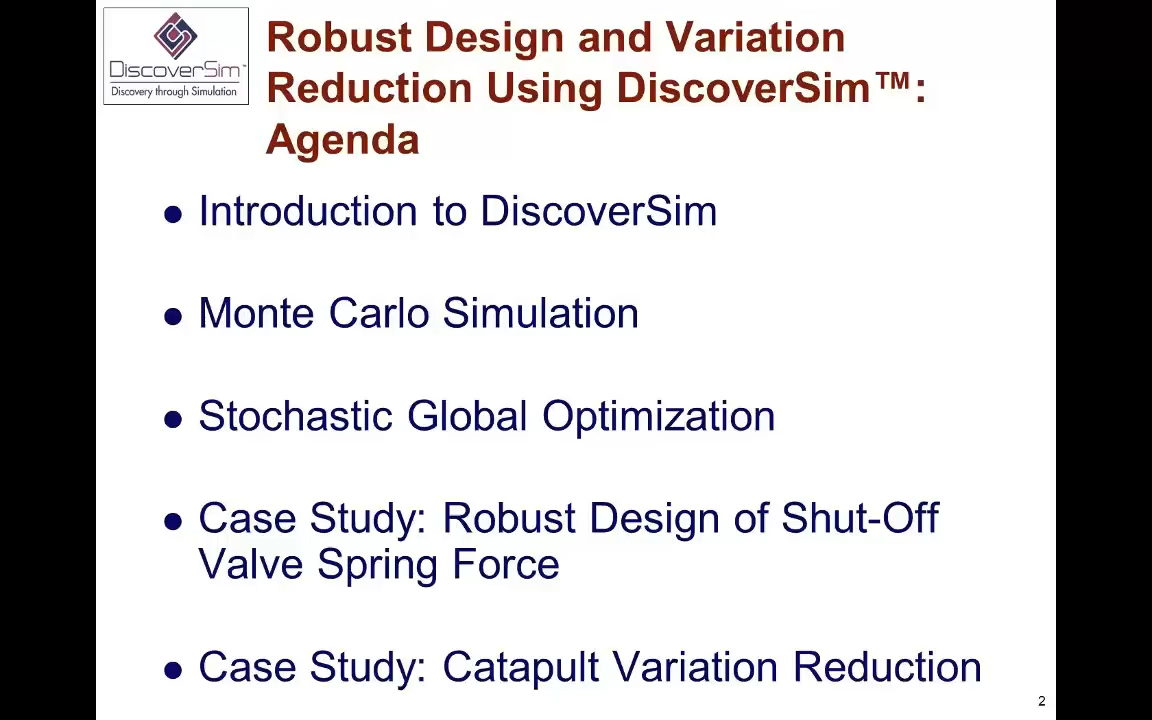 DiscoverSim™
Discovery through Simulation
Robust Design and Variation
Reduction Using DiscoverSim™:
Agenda
● Introduction to DiscoverSim
● Monte Carlo Simulation
● Stochastic Global Optimization
● Case Study: Robust Design of Shut-Off
Valve Spring Force
● Case Study: Catapult Variation Reduction
2